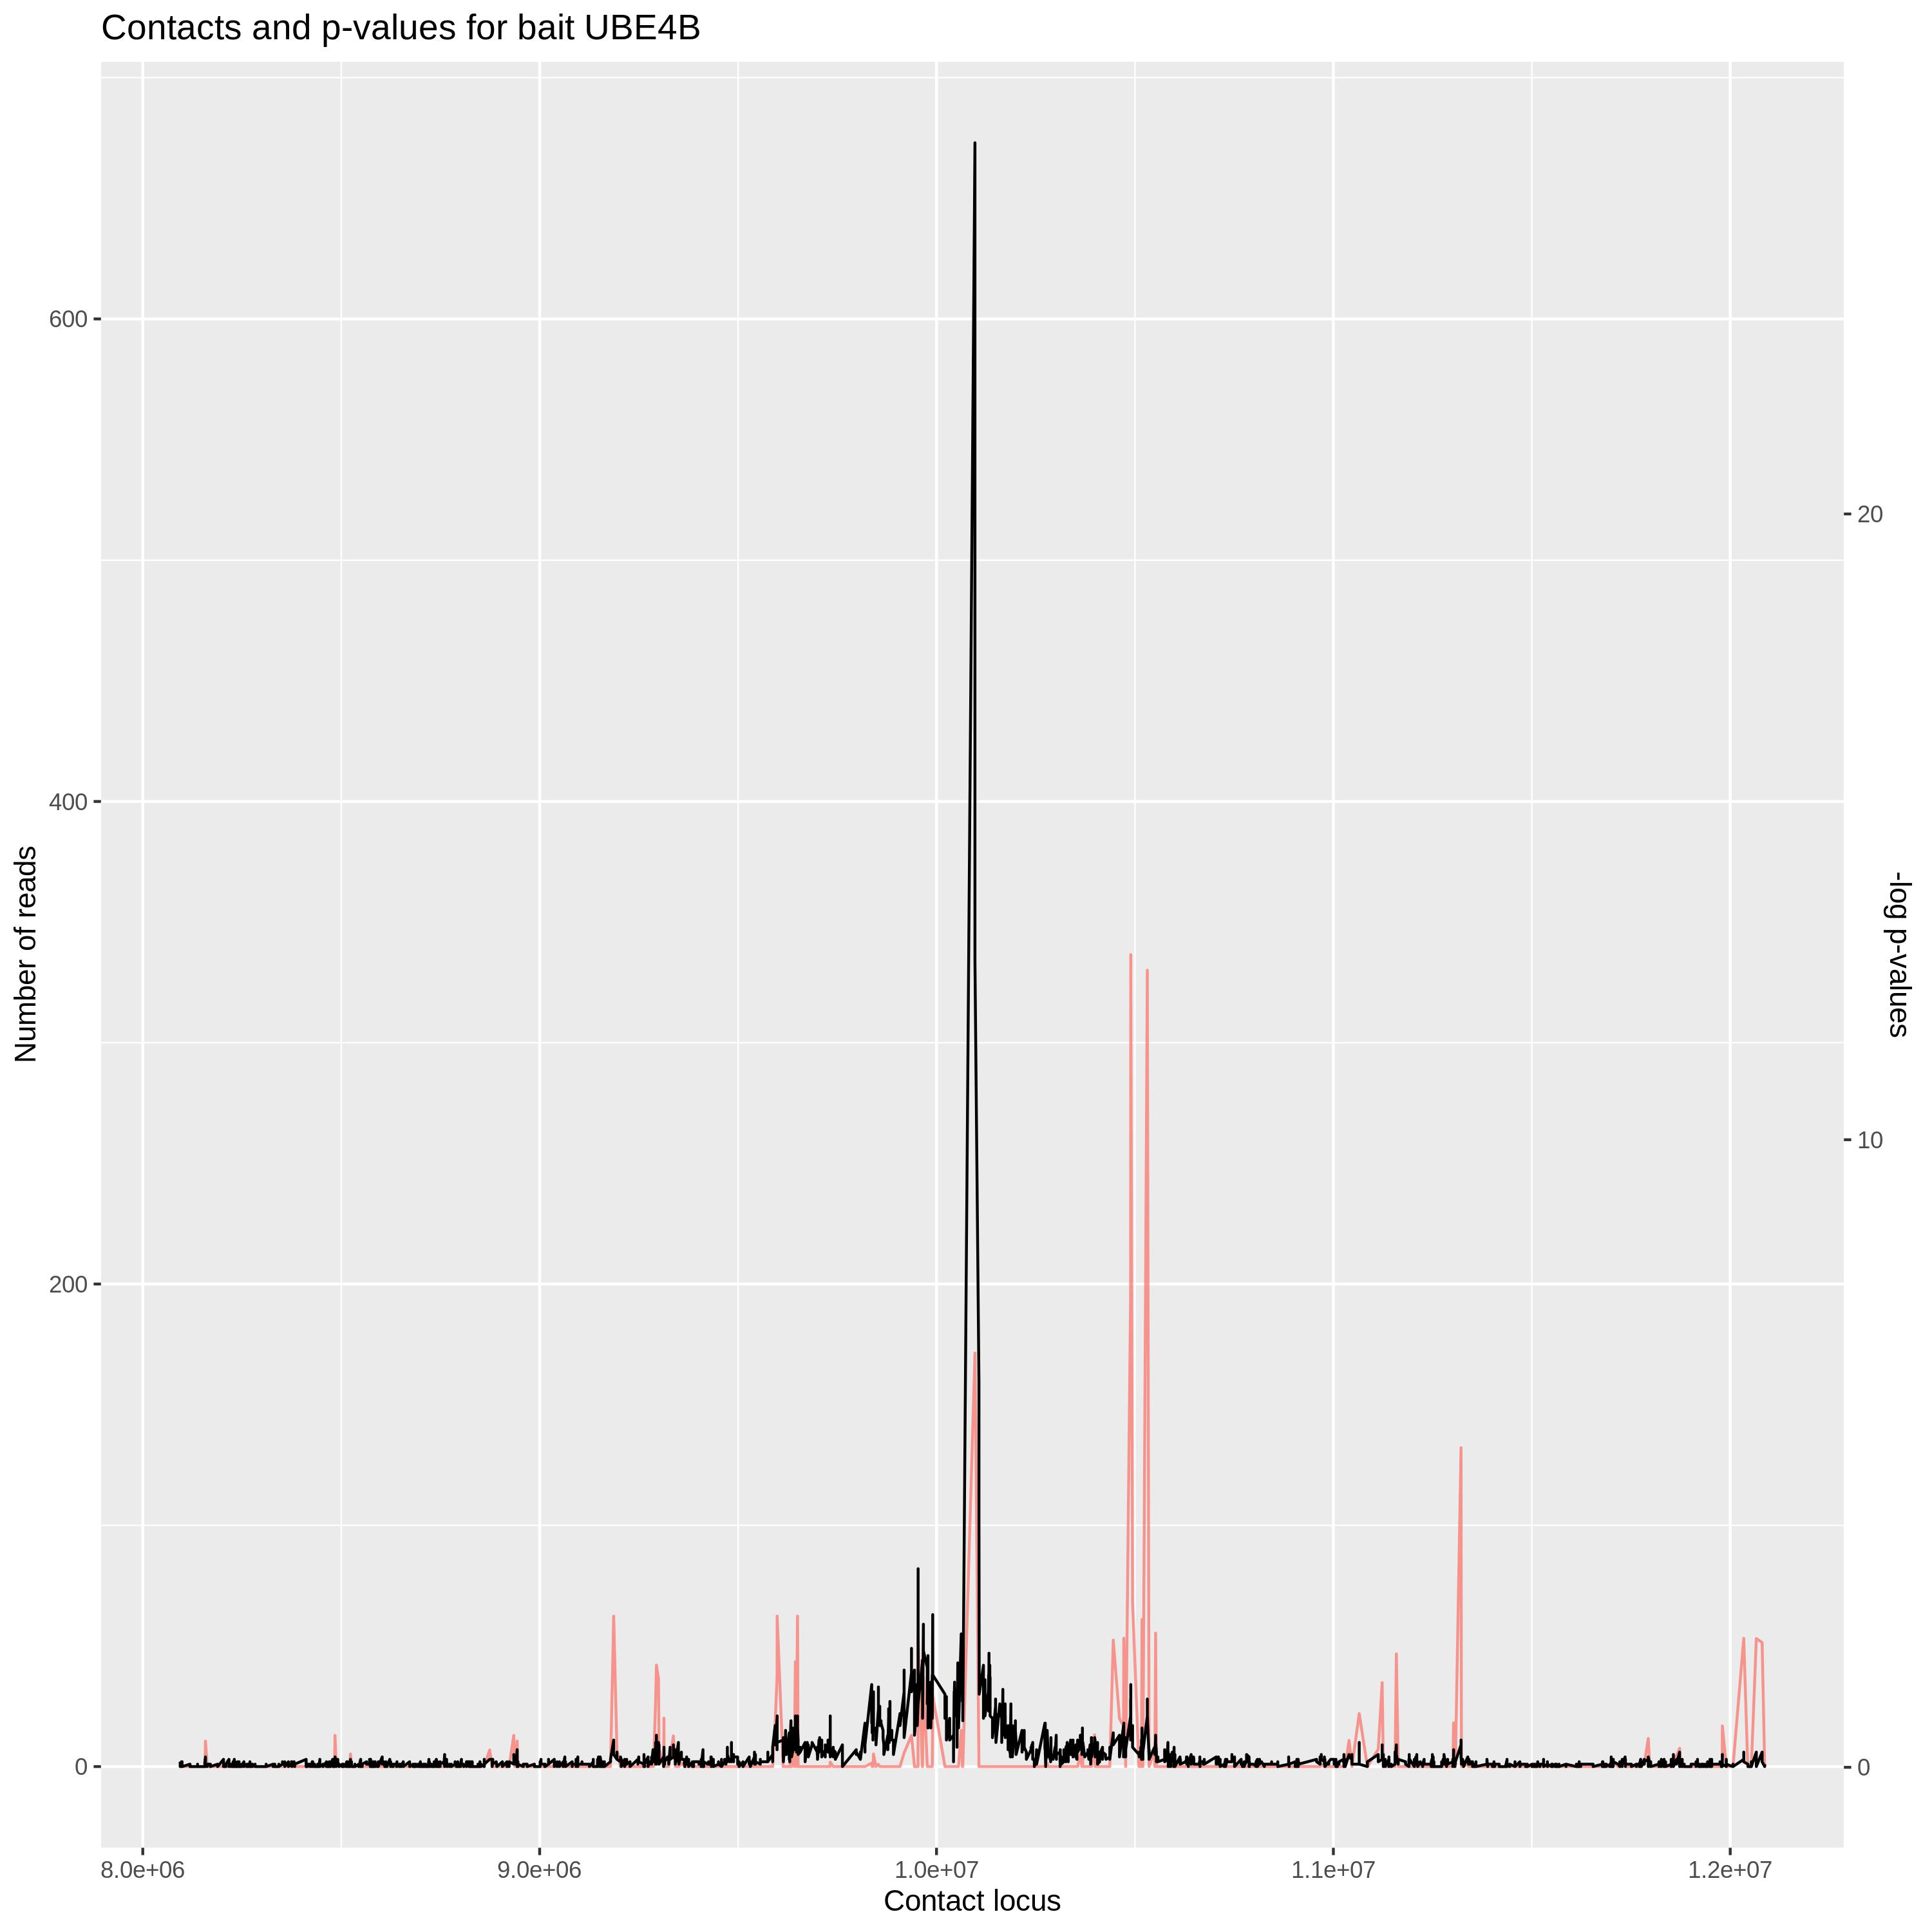 Contacts and p-values for bait UBE4B
Number of reads
600
400
200
0
20
10
0
-log p-values
8.0e+06
9.0e+06
1.0e+07
1.1e+07
1.2e+07
Contact locus